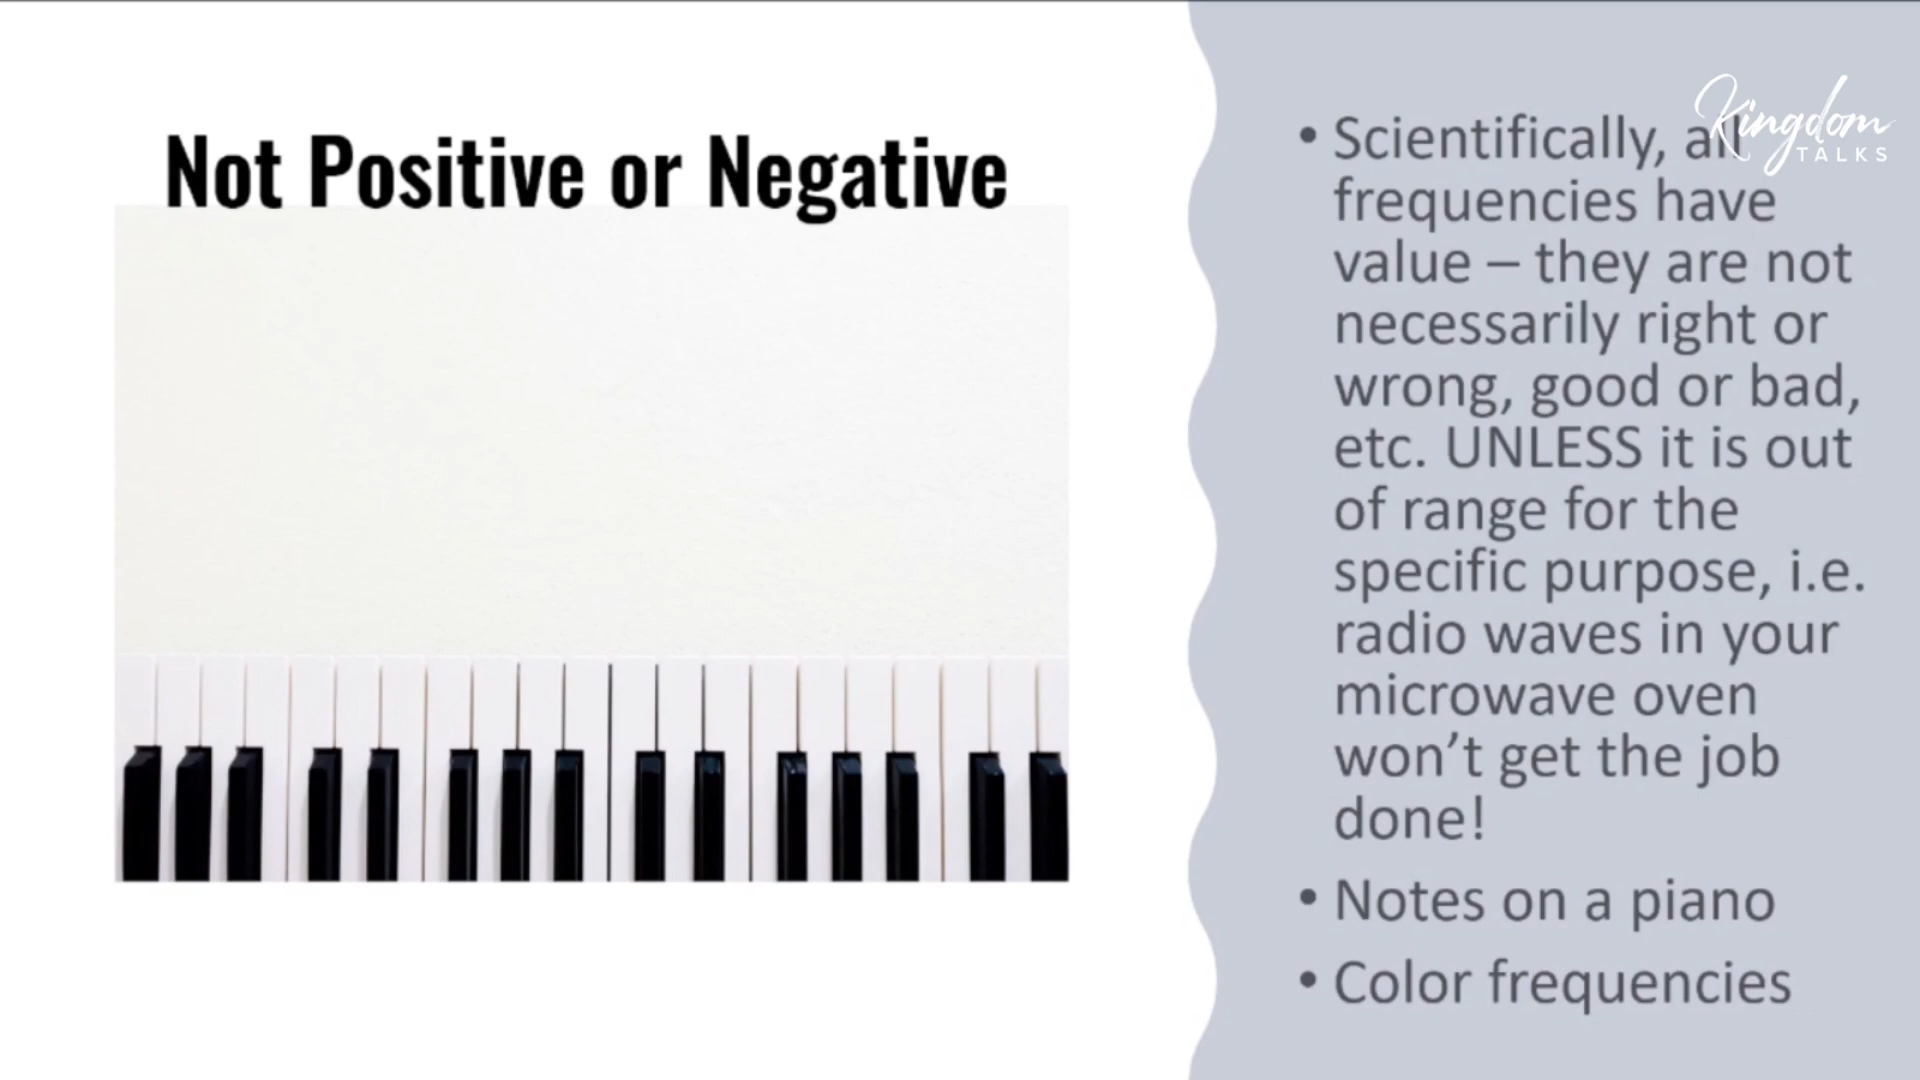 Not Positive or Negative
• Scientifically, all
frequencies have
value – they are not
necessarily right or
wrong, good or bad,
etc. UNLESS it is out
of range for the
specific purpose, i.e.
radio waves in your
microwave oven
won’t get the job
done!
• Notes on a piano
• Color frequencies
Kingdom
TALKS